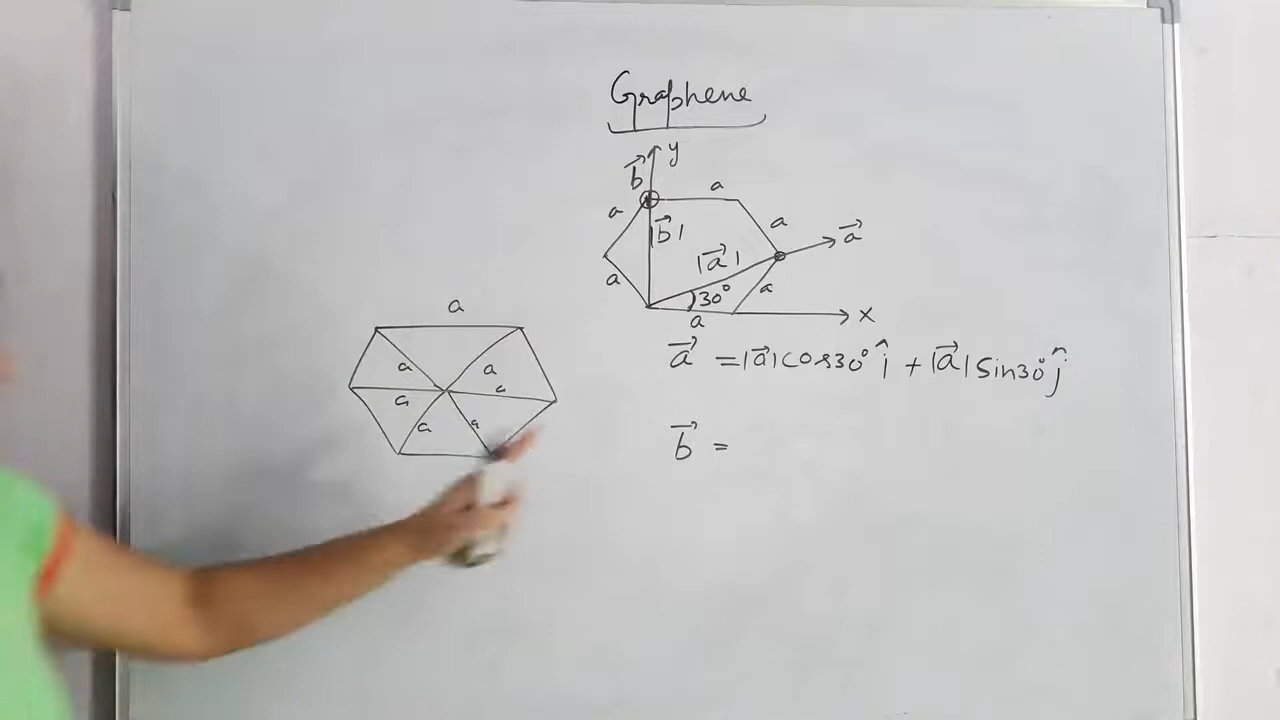 Graphene
y
b⃗
a
a
a
|b⃗|
|a⃗|
a⃗
a
30°
a
a
x
a⃗ = |a⃗|cos30° î + |a⃗|sin30° ĵ
b⃗ =
a
a
a
a
a
a
a